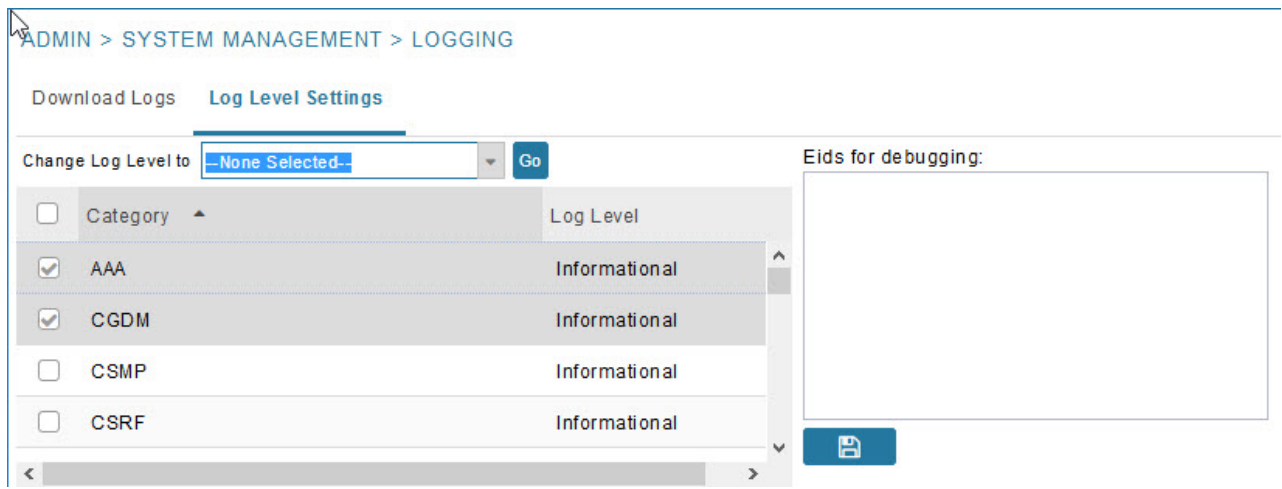 ADMIN > SYSTEM MANAGEMENT > LOGGING
Download Logs Log Level Settings
Change Log Level to --None Selected-- Go
Eids for debugging:
Category Log Level
AAA Informational
CGDM Informational
CSMP Informational
CSRF Informational